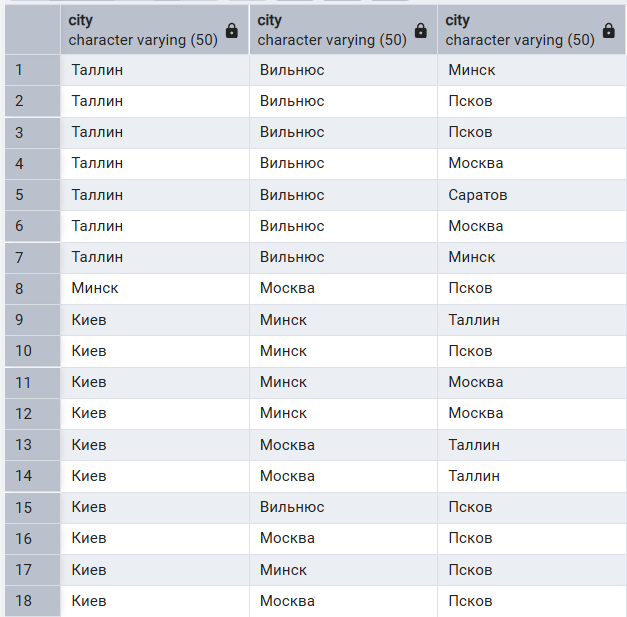 city city city
character varying (50) character varying (50) character varying (50)
1 Таллин Вильнюс Минск
2 Таллин Вильнюс Псков
3 Таллин Вильнюс Псков
4 Таллин Вильнюс Москва
5 Таллин Вильнюс Саратов
6 Таллин Вильнюс Москва
7 Таллин Вильнюс Минск
8 Минск Москва Псков
9 Киев Минск Таллин
10 Киев Минск Псков
11 Киев Минск Москва
12 Киев Минск Москва
13 Киев Москва Таллин
14 Киев Москва Таллин
15 Киев Вильнюс Псков
16 Киев Москва Псков
17 Киев Минск Псков
18 Киев Москва Псков